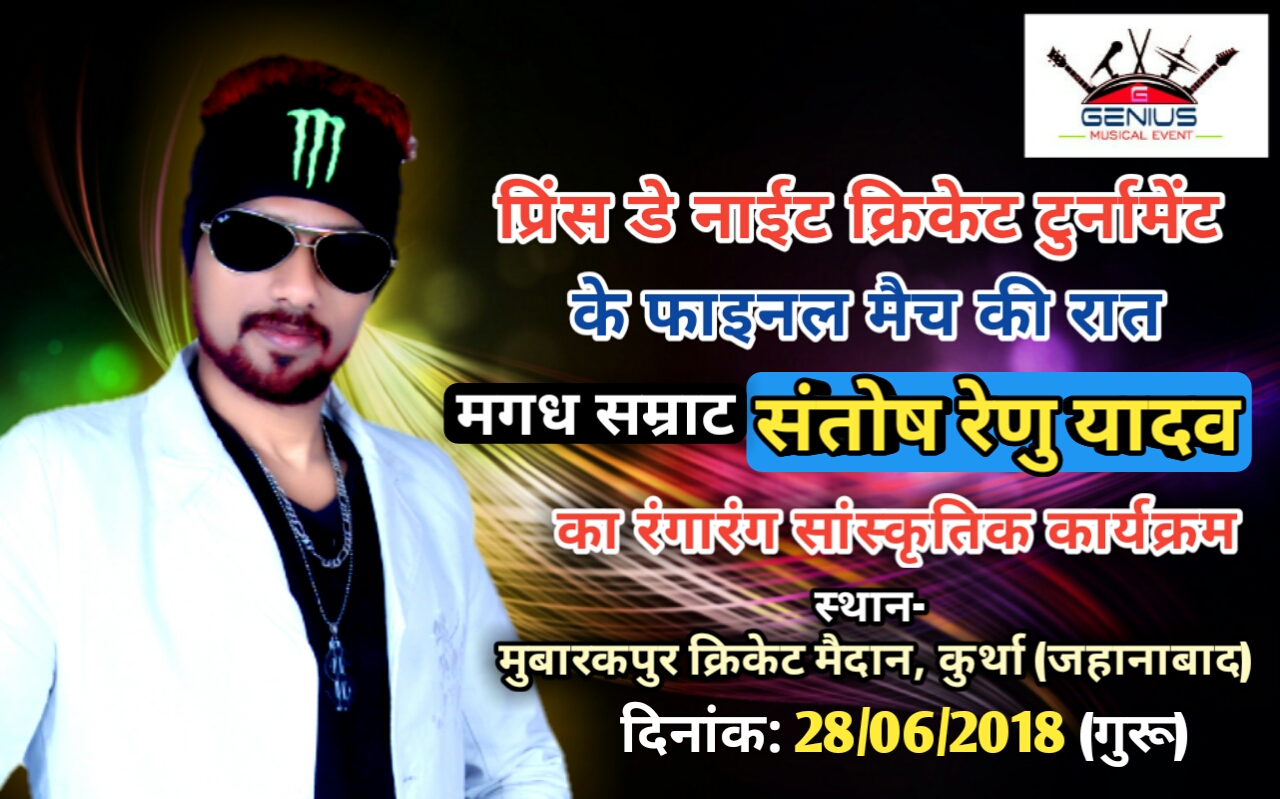 G
GENIUS
MUSICAL EVENT
प्रिंस डे नाईट क्रिकेट टुर्नामेंट
के फाइनल मैच की रात
मगध सम्राट संतोष रेणु यादव
का रंगारंग सांस्कृतिक कार्यक्रम
स्थान-
मुबारकपुर क्रिकेट मैदान, कुर्था (जहानाबाद)
दिनांक: 28/06/2018 (गुरू)